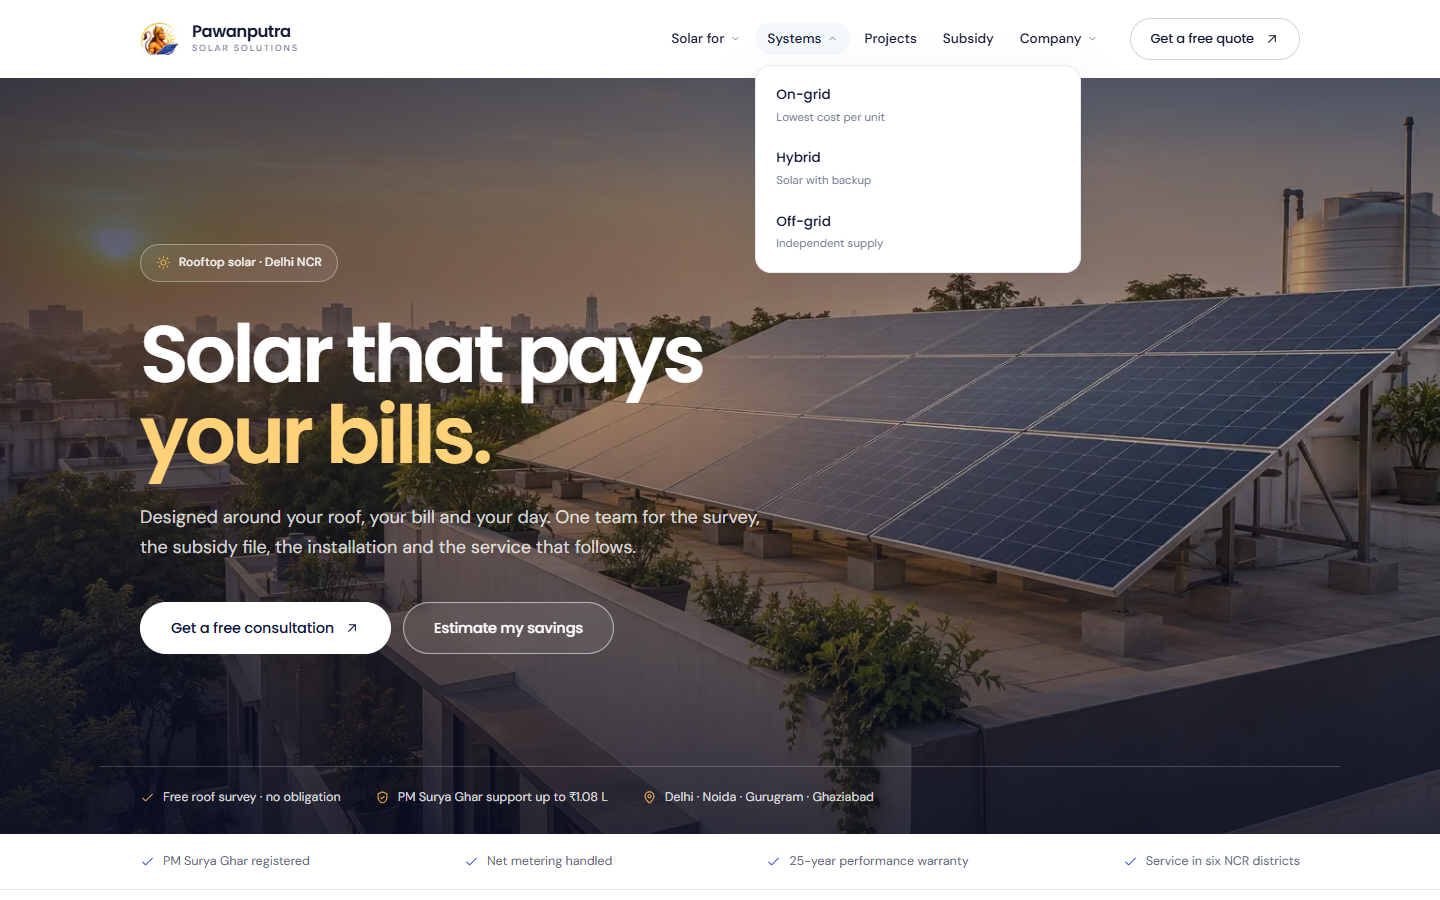 Pawanputra
SOLAR SOLUTIONS
Solar for
Systems
Projects
Subsidy
Company
Get a free quote
On-grid
Lowest cost per unit
Hybrid
Solar with backup
Off-grid
Independent supply
Rooftop solar · Delhi NCR
Solar that pays
your bills.
Designed around your roof, your bill and your day. One team for the survey,
the subsidy file, the installation and the service that follows.
Get a free consultation
Estimate my savings
Free roof survey · no obligation
PM Surya Ghar support up to ₹1.08 L
Delhi · Noida · Gurugram · Ghaziabad
PM Surya Ghar registered
Net metering handled
25-year performance warranty
Service in six NCR districts